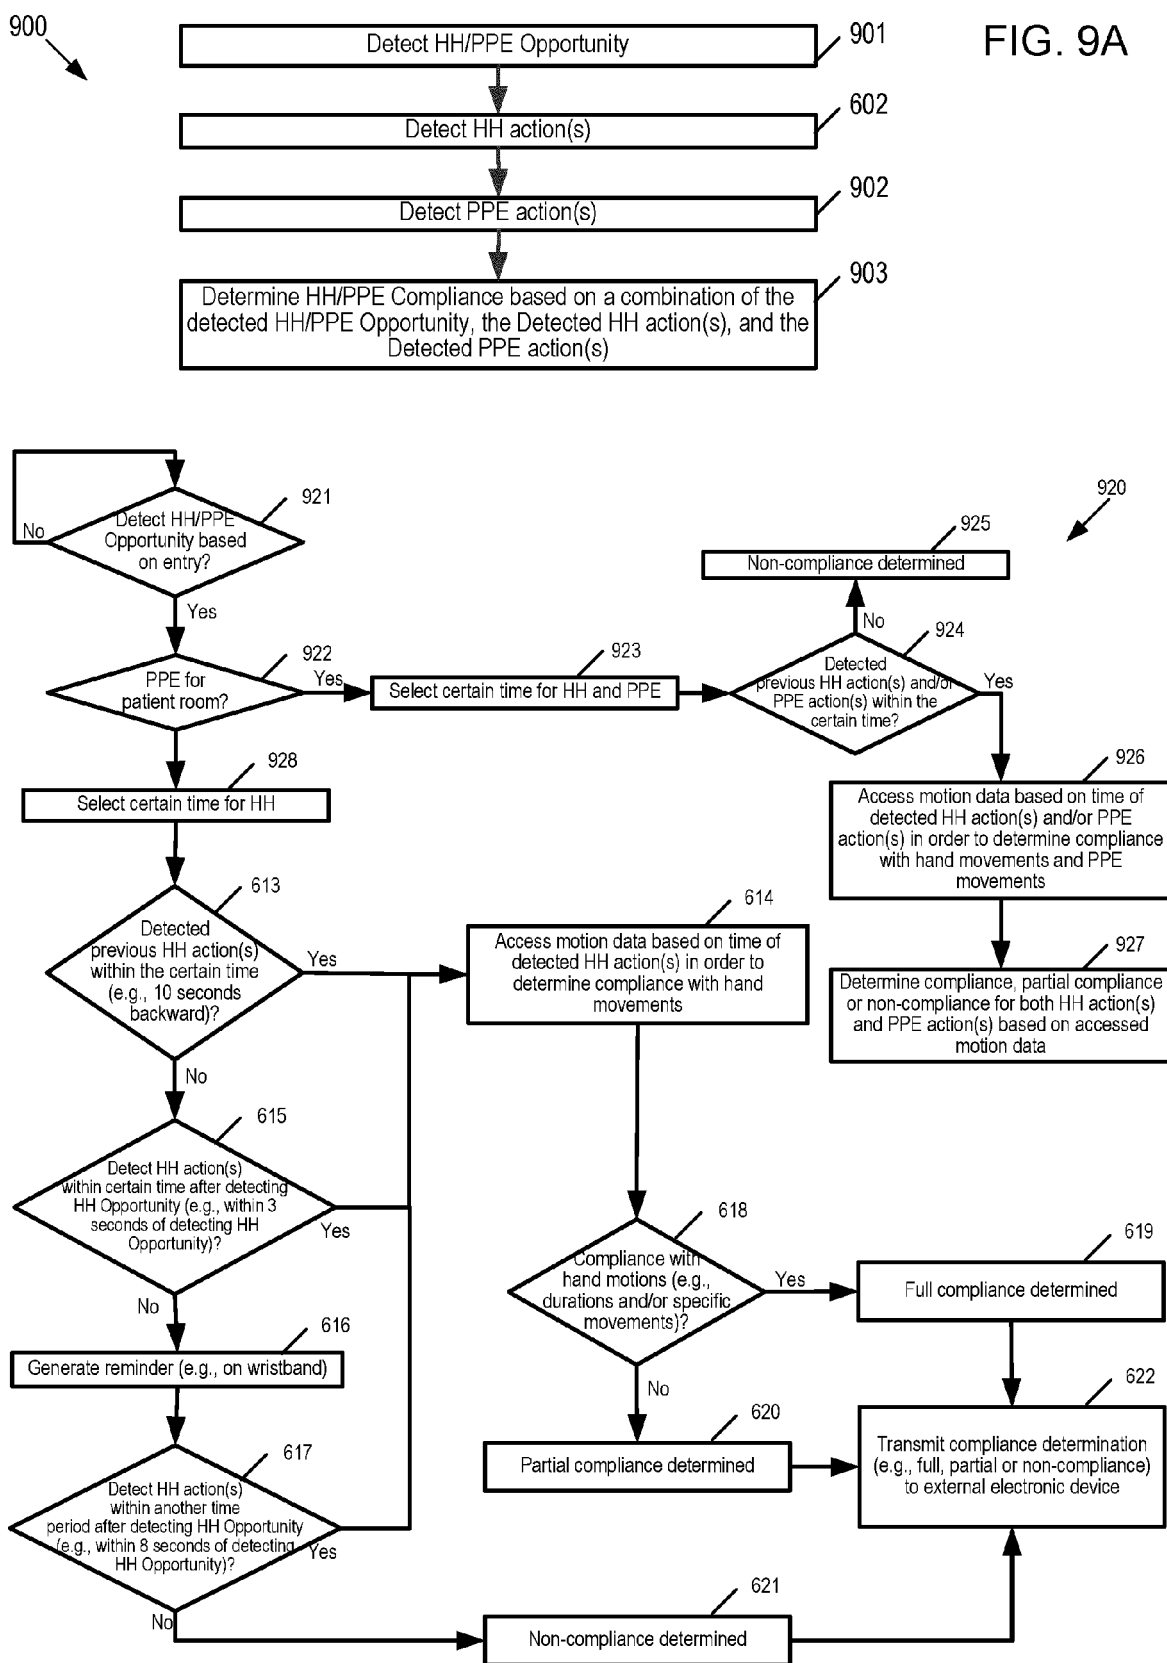 900
FIG. 9A
Detect HH/PPE Opportunity
901
Detect HH action(s)
602
Detect PPE action(s)
902
903
Determine HH/PPE Compliance based on a combination of the
detected HH/PPE Opportunity, the Detected HH action(s), and the
Detected PPE action(s)
920
921
Detect HH/PPE
Opportunity based
on entry?
No
Yes
922
PPE for
patient room?
Yes
923
Select certain time for HH and PPE
925
Non-compliance determined
No
924
Detected
previous HH action(s) and/or
PPE action(s) within the
certain time?
Yes
926
Access motion data based on time of
detected HH action(s) and/or PPE
action(s) in order to determine compliance
with hand movements and PPE
movements
927
Determine compliance, partial compliance
or non-compliance for both HH action(s)
and PPE action(s) based on accessed
motion data
928
Select certain time for HH
613
Detected
previous HH action(s)
within the certain time
(e.g., 10 seconds
backward)?
Yes
No
614
Access motion data based on time of
detected HH action(s) in order to
determine compliance with hand
movements
615
Detect HH action(s)
within certain time after detecting
HH Opportunity (e.g., within 3
seconds of detecting HH
Opportunity)?
Yes
No
616
Generate reminder (e.g., on wristband)
617
Detect HH action(s)
within another time
period after detecting HH Opportunity
(e.g., within 8 seconds of detecting
HH Opportunity)?
Yes
No
618
Compliance with
hand motions (e.g.,
durations and/or specific
movements)?
Yes
No
619
Full compliance determined
620
Partial compliance determined
622
Transmit compliance determination
(e.g., full, partial or non-compliance)
to external electronic device
621
Non-compliance determined